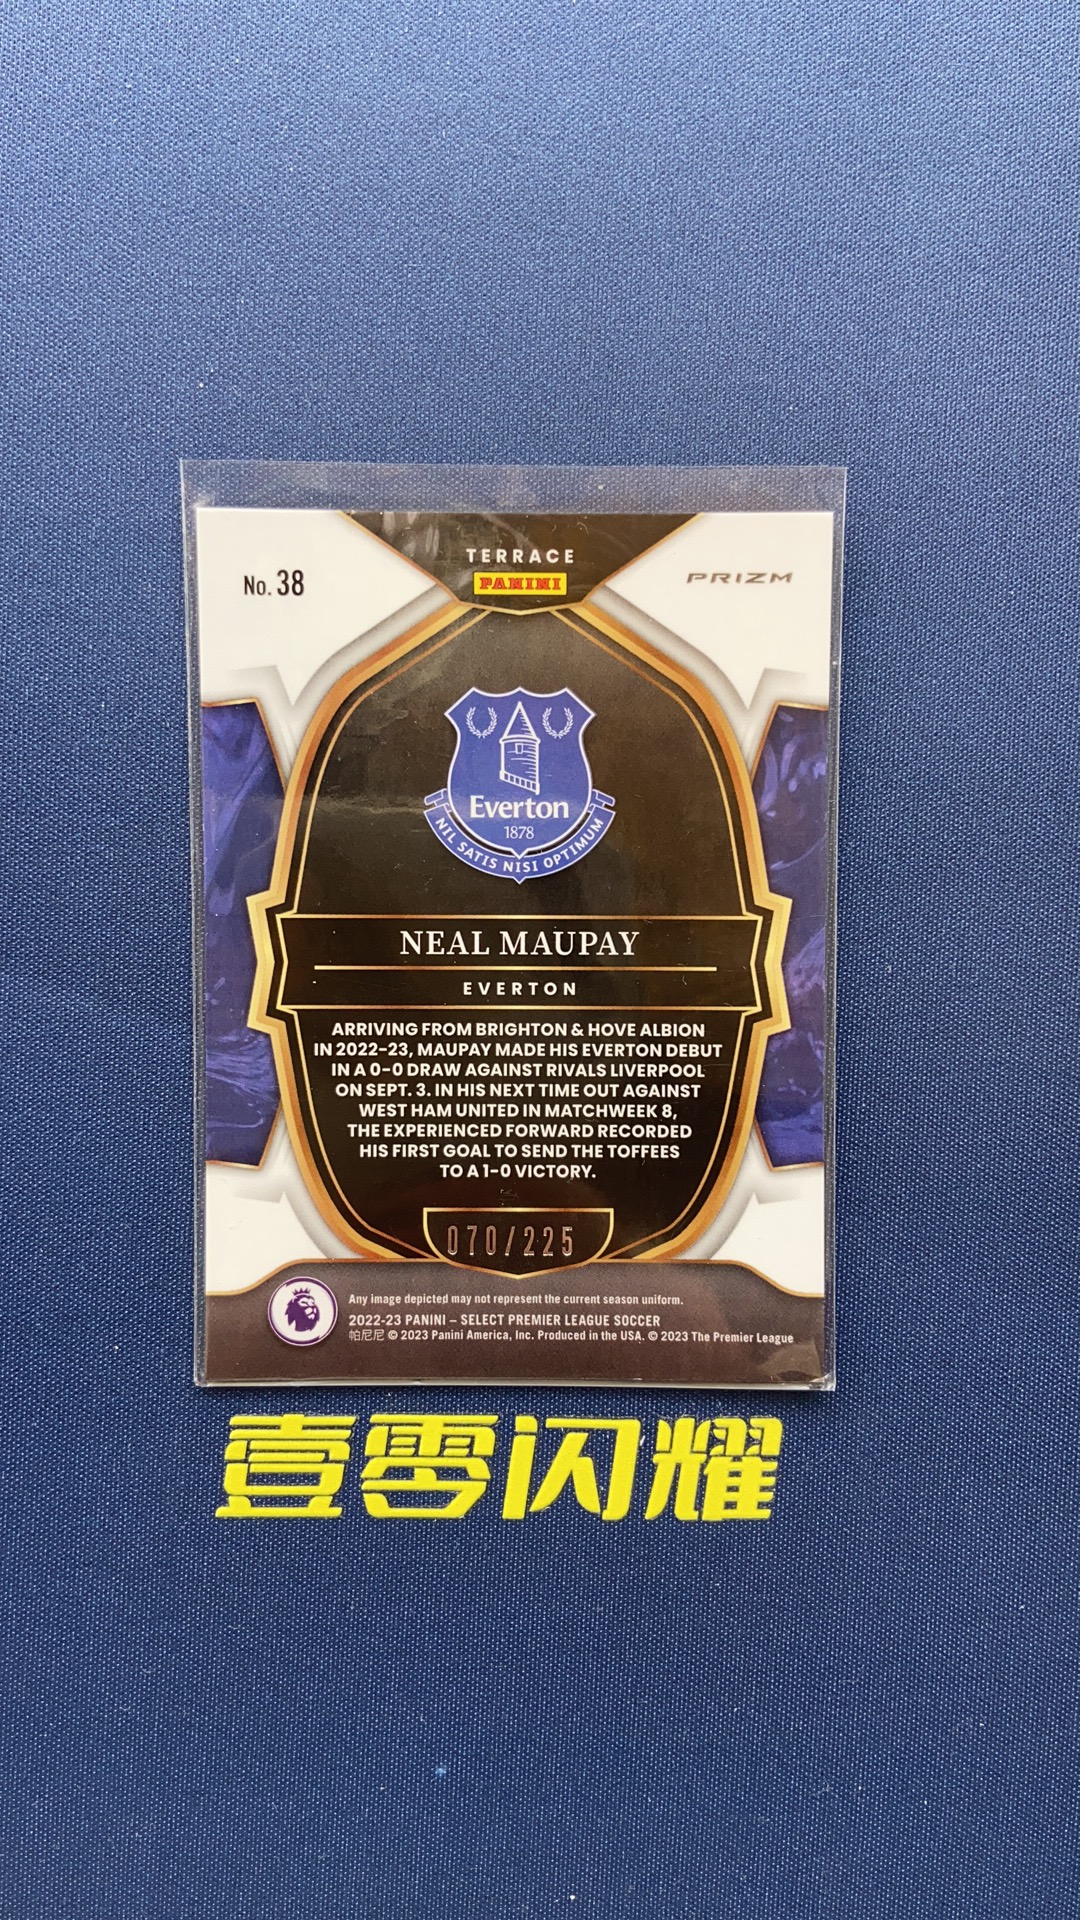 TERRACE
PANINI
No. 38
PRIZM
Everton
1878
NIL SATIS NISI OPTIMUM
NEAL MAUPAY
EVERTON
ARRIVING FROM BRIGHTON & HOVE ALBION
IN 2022-23, MAUPAY MADE HIS EVERTON DEBUT
IN A 0-0 DRAW AGAINST RIVALS LIVERPOOL
ON SEPT. 3. IN HIS NEXT TIME OUT AGAINST
WEST HAM UNITED IN MATCHWEEK 8,
THE EXPERIENCED FORWARD RECORDED
HIS FIRST GOAL TO SEND THE TOFFEES
TO A 1-0 VICTORY.
070/225
Any image depicted may not represent the current season uniform.
2022-23 PANINI – SELECT PREMIER LEAGUE SOCCER
帕尼尼 © 2023 Panini America, Inc. Produced in the USA. © 2023 The Premier League
壹零闪耀